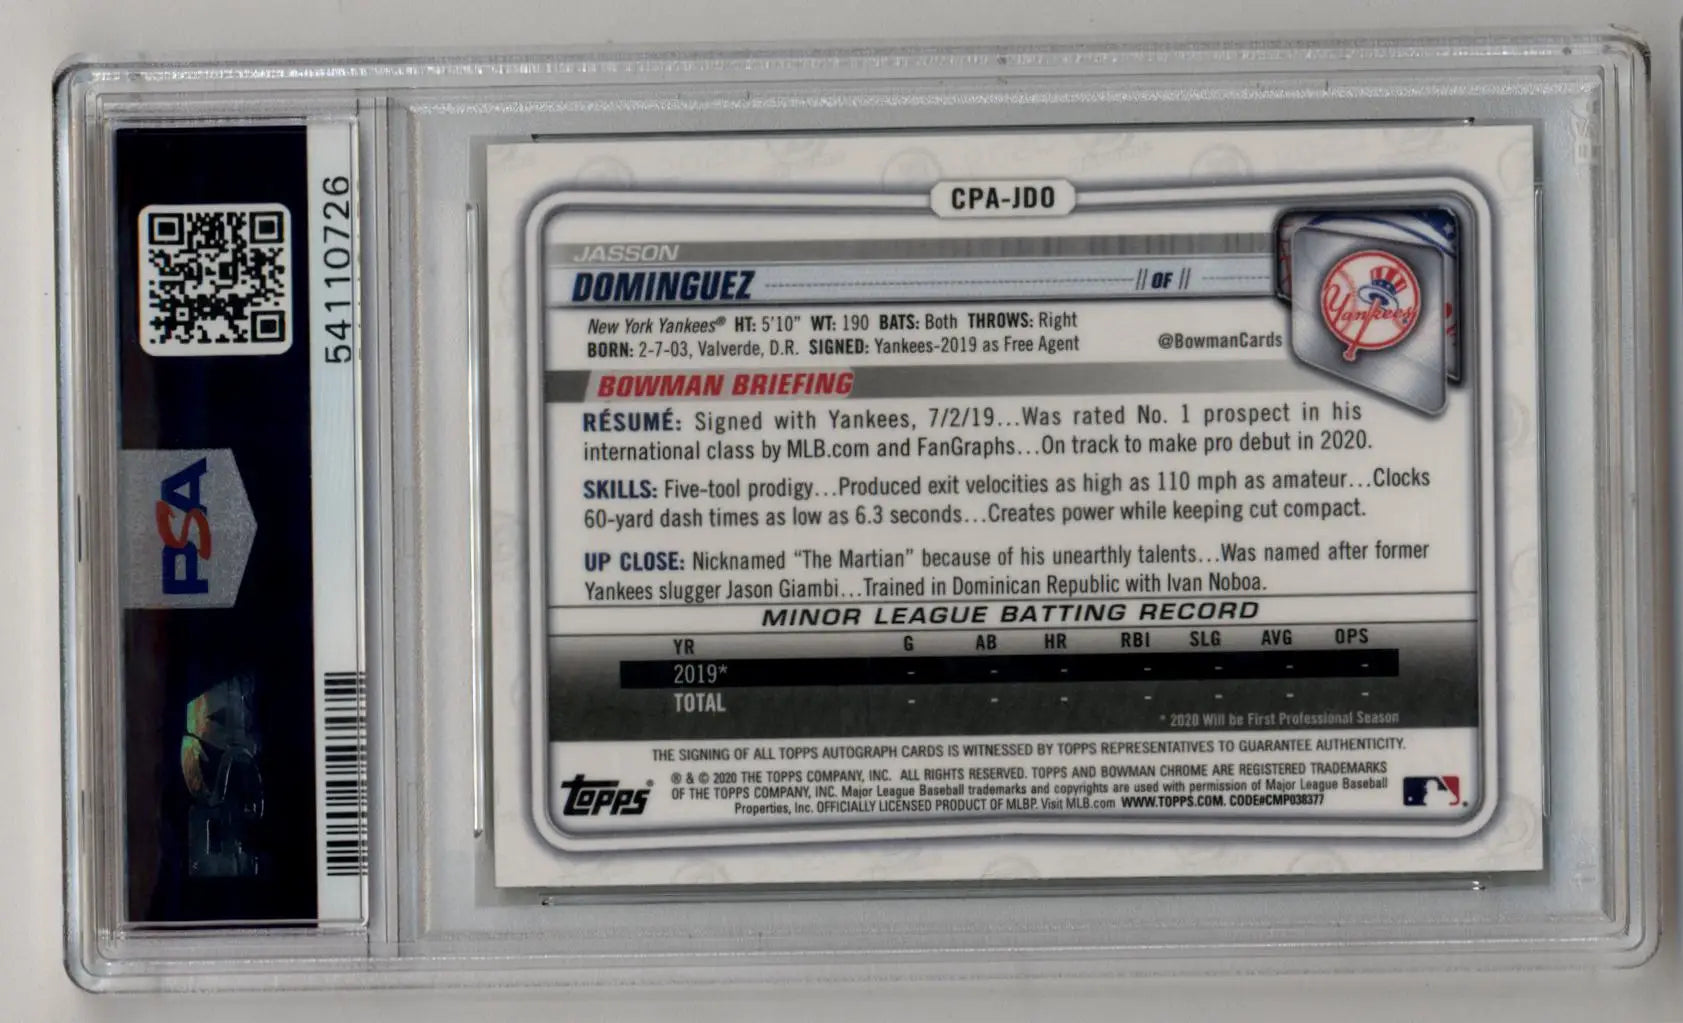 CPA-JDO
JASSON
DOMINGUEZ // OF //
New York Yankees® HT: 5'10" WT: 190 BATS: Both THROWS: Right
BORN: 2-7-03, Valverde, D.R. SIGNED: Yankees-2019 as Free Agent
@BowmanCards
Yankees
BOWMAN BRIEFING
RÉSUMÉ: Signed with Yankees, 7/2/19...Was rated No. 1 prospect in his
international class by MLB.com and FanGraphs...On track to make pro debut in 2020.
SKILLS: Five-tool prodigy...Produced exit velocities as high as 110 mph as amateur...Clocks
60-yard dash times as low as 6.3 seconds...Creates power while keeping cut compact.
UP CLOSE: Nicknamed “The Martian” because of his unearthly talents...Was named after former
Yankees slugger Jason Giambi...Trained in Dominican Republic with Ivan Noboa.
MINOR LEAGUE BATTING RECORD
YR G AB HR RBI SLG AVG OPS
2019* - - - - - - -
TOTAL - - - - - - -
* 2020 Will be First Professional Season
THE SIGNING OF ALL TOPPS AUTOGRAPH CARDS IS WITNESSED BY TOPPS REPRESENTATIVES TO GUARANTEE AUTHENTICITY.
® & © 2020 THE TOPPS COMPANY, INC. ALL RIGHTS RESERVED. TOPPS AND BOWMAN CHROME ARE REGISTERED TRADEMARKS
OF THE TOPPS COMPANY, INC. Major League Baseball trademarks and copyrights are used with permission of Major League Baseball
Properties, Inc. OFFICIALLY LICENSED PRODUCT OF MLBP. Visit MLB.com WWW.TOPPS.COM. CODE#CMP038377
TOPPS®
54110726
PSA